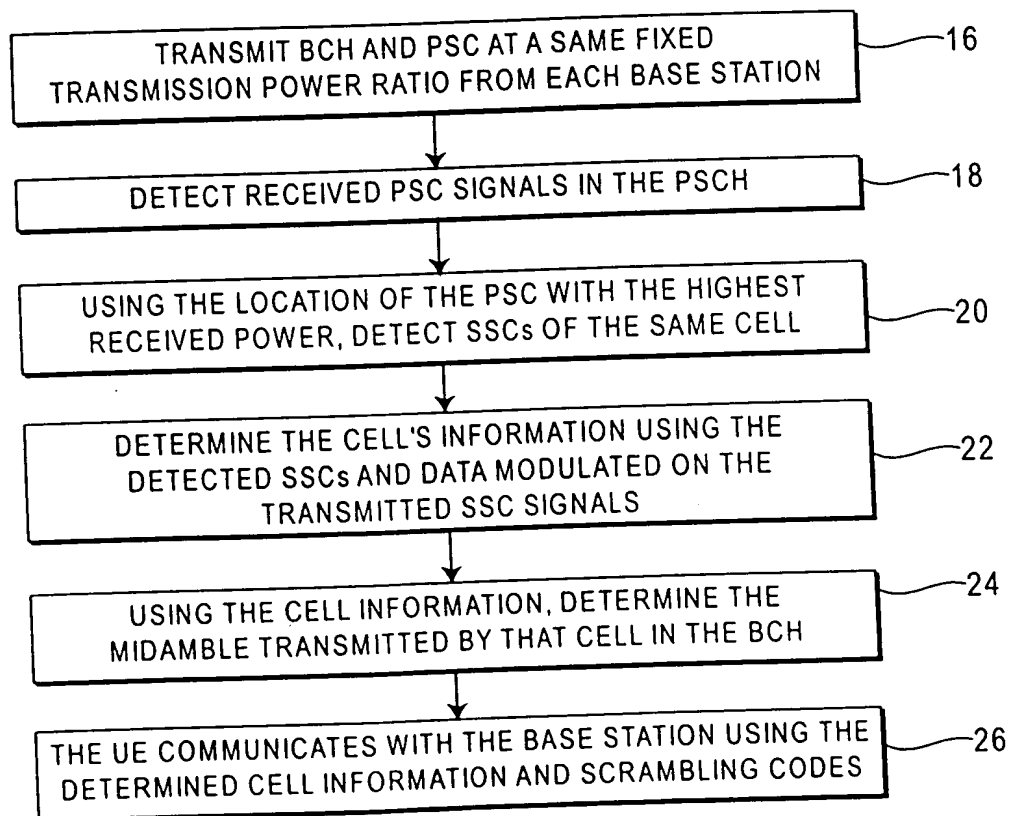 TRANSMIT BCH AND PSC AT A SAME FIXED
TRANSMISSION POWER RATIO FROM EACH BASE STATION
16
DETECT RECEIVED PSC SIGNALS IN THE PSCH
18
USING THE LOCATION OF THE PSC WITH THE HIGHEST
RECEIVED POWER, DETECT SSCs OF THE SAME CELL
20
DETERMINE THE CELL'S INFORMATION USING THE
DETECTED SSCs AND DATA MODULATED ON THE
TRANSMITTED SSC SIGNALS
22
USING THE CELL INFORMATION, DETERMINE THE
MIDAMBLE TRANSMITTED BY THAT CELL IN THE BCH
24
THE UE COMMUNICATES WITH THE BASE STATION USING THE
DETERMINED CELL INFORMATION AND SCRAMBLING CODES
26